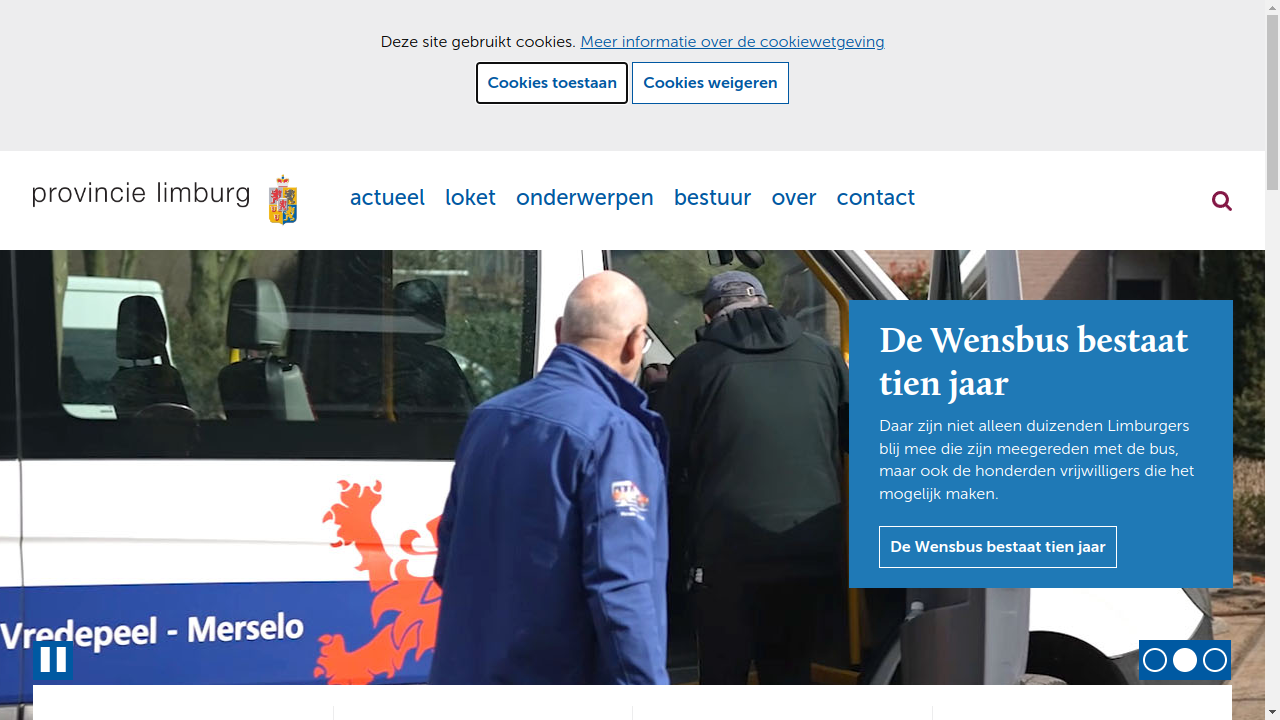 Deze site gebruikt cookies. Meer informatie over de cookiewetgeving
Cookies toestaan
Cookies weigeren
provincie limburg
actueel
loket
onderwerpen
bestuur
over
contact
De Wensbus bestaat
tien jaar
Daar zijn niet alleen duizenden Limburgers
blij mee die zijn meegereden met de bus,
maar ook de honderden vrijwilligers die het
mogelijk maken.
De Wensbus bestaat tien jaar
Vredepeel - Merselo